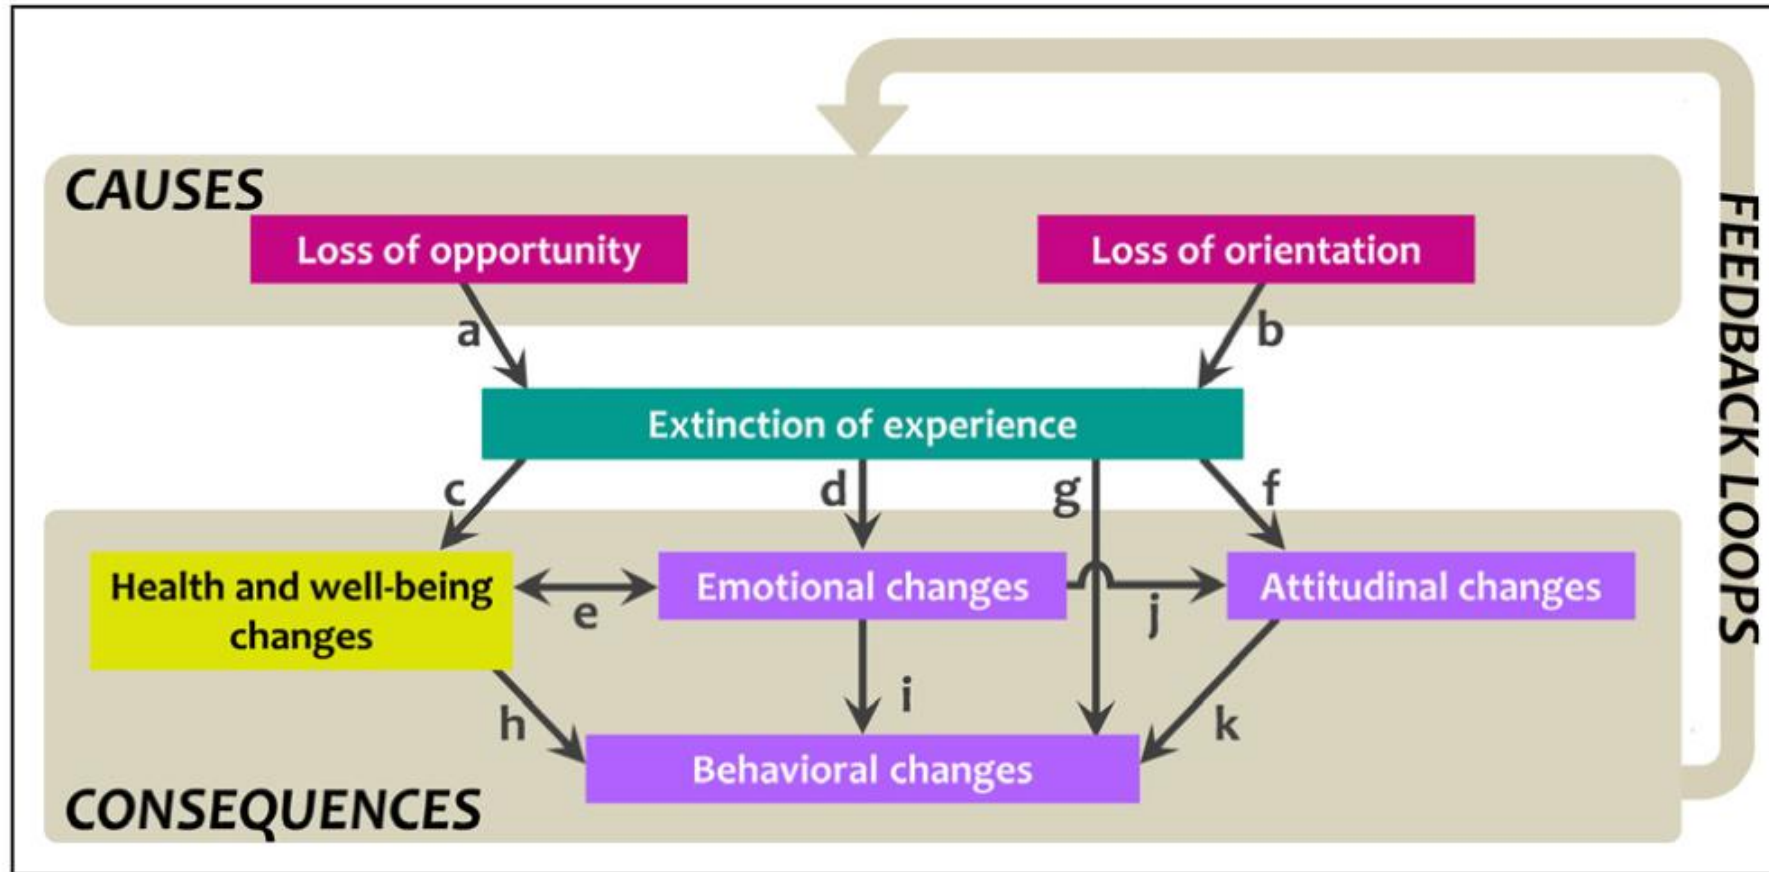 CAUSES
Loss of opportunity
Loss of orientation
a
b
Extinction of experience
c
d
g
f
Health and well-being
changes
Emotional changes
Attitudinal changes
e
j
h
i
k
Behavioral changes
CONSEQUENCES
FEEDBACK LOOPS